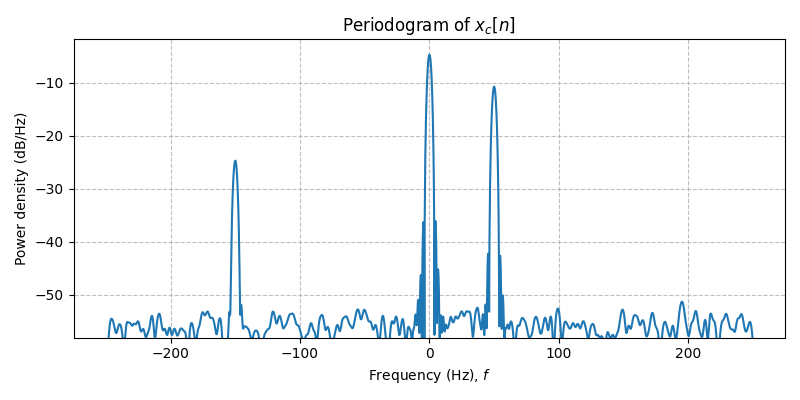 Periodogram of $x_c[n]$
Power density (dB/Hz)
−10
−20
−30
−40
−50
−200 −100 0 100 200
Frequency (Hz), f